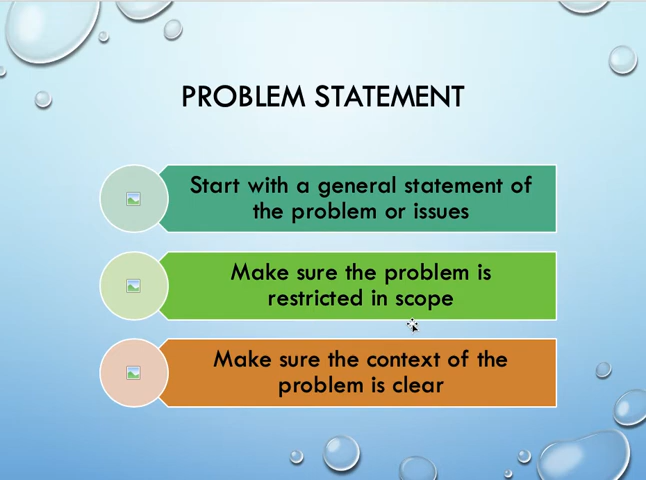 PROBLEM STATEMENT
Start with a general statement of
the problem or issues
Make sure the problem is
restricted in scope
Make sure the context of the
problem is clear